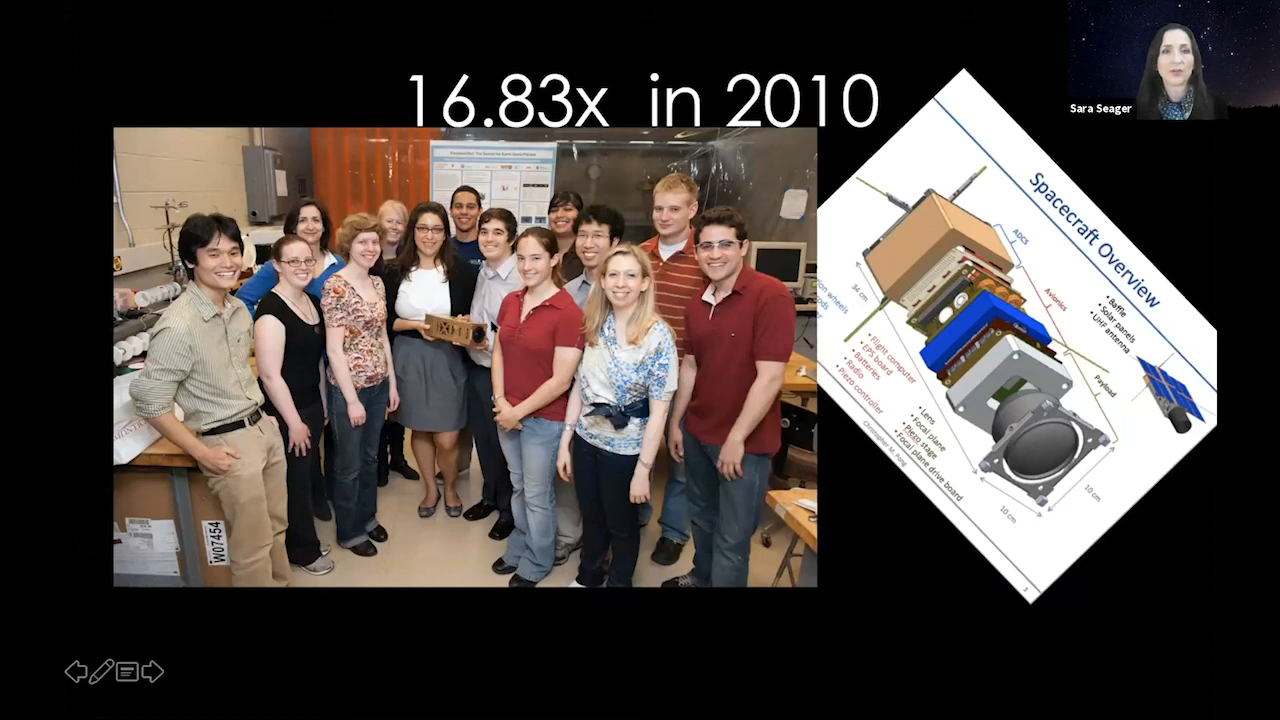 16.83x in 2010
Sara Seager
Spacecraft Overview
ADCS
Avionics
• Baffle
• Solar panels
• UHF antenna
34 cm
• Flight computer
• EPS board
• Batteries
• Radio
• Piezo controller
Payload
• Lens
• Focal plane
• Piezo stage
• Focal plane drive board
10 cm
10 cm
Christopher M. Pong
3
W07454